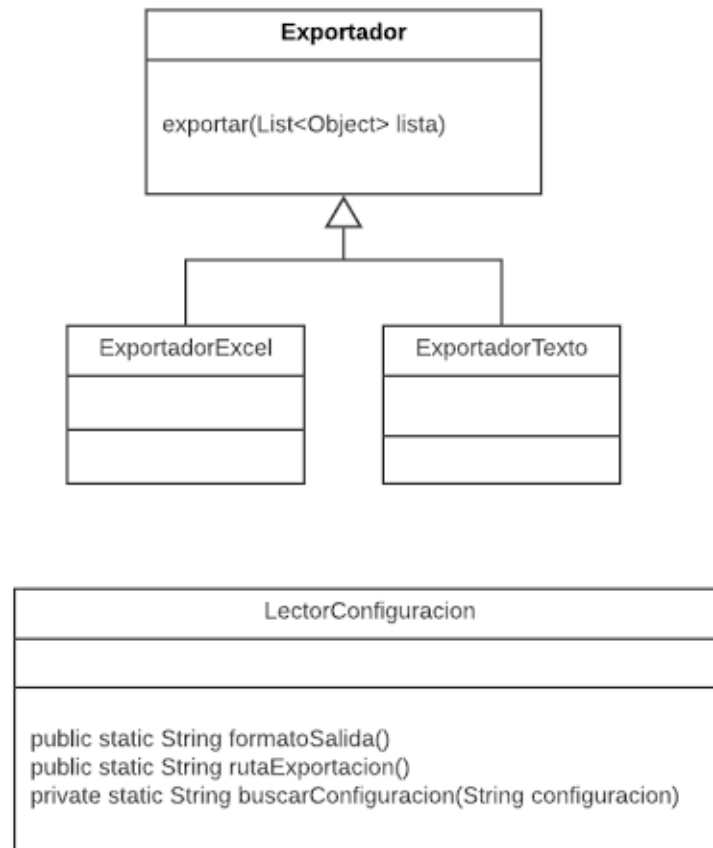 Exportador
exportar(List<Object> lista)
ExportadorExcel
ExportadorTexto
LectorConfiguracion
public static String formatoSalida()
public static String rutaExportacion()
private static String buscarConfiguracion(String configuracion)